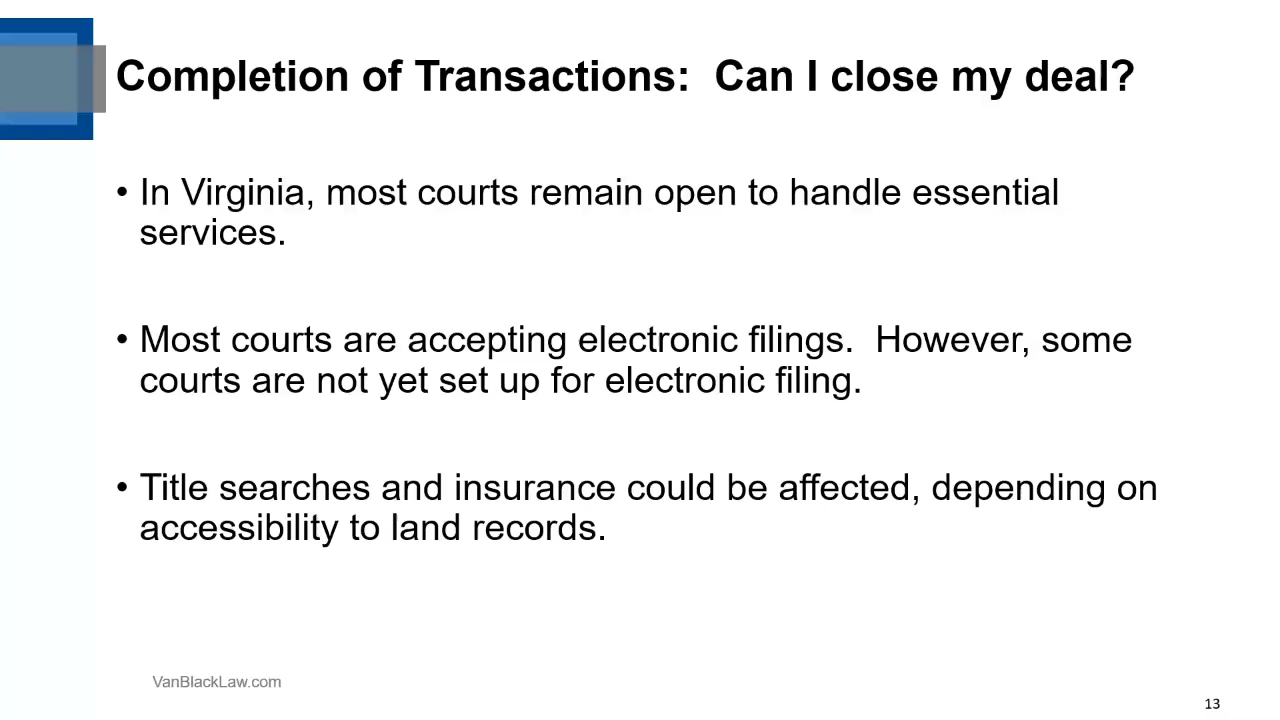 Completion of Transactions:  Can I close my deal?
• In Virginia, most courts remain open to handle essential
services.
• Most courts are accepting electronic filings.  However, some
courts are not yet set up for electronic filing.
• Title searches and insurance could be affected, depending on
accessibility to land records.
VanBlackLaw.com
13